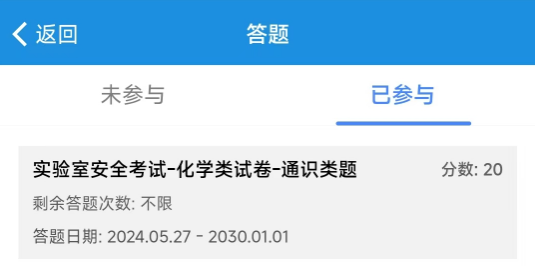 返回
答题
未参与
已参与
实验室安全考试-化学类试卷-通识类题
分数: 20
剩余答题次数: 不限
答题日期: 2024.05.27 - 2030.01.01